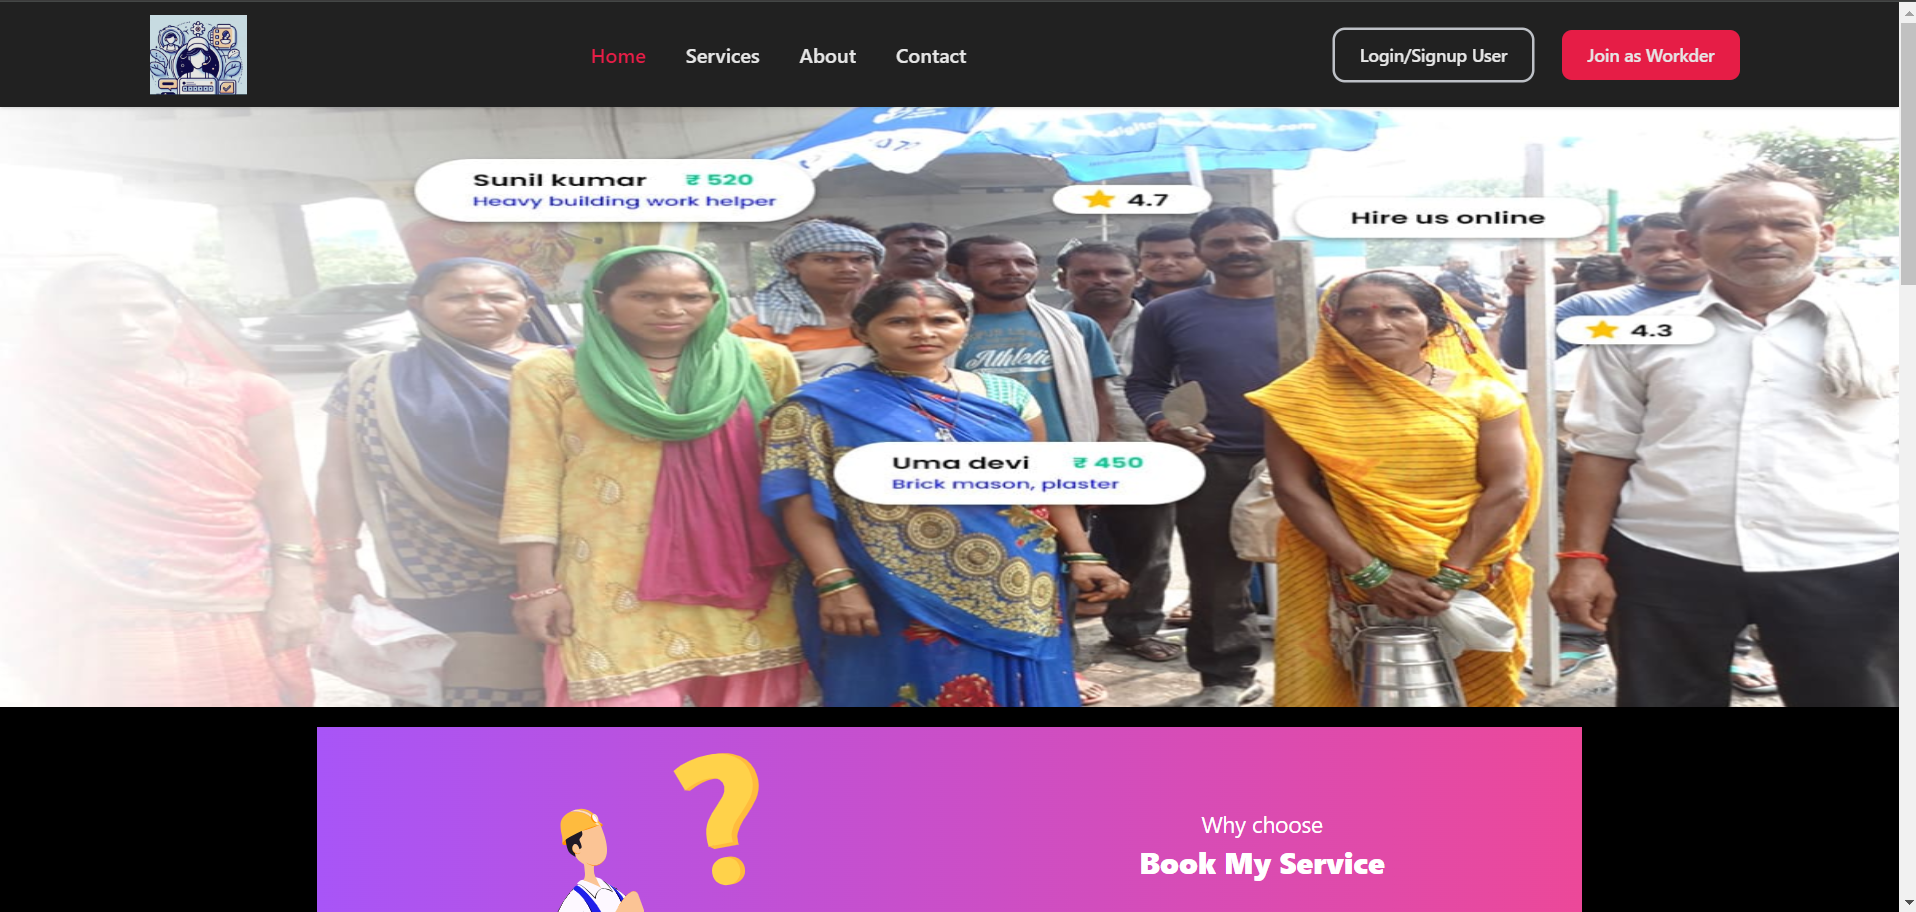 Home
Services
About
Contact
Login/Signup User
Join as Workder
Sunil kumar ₹ 520
Heavy building work helper
4.7
Hire us online
4.3
Athletic
Uma devi ₹ 450
Brick mason, plaster
Why choose
Book My Service